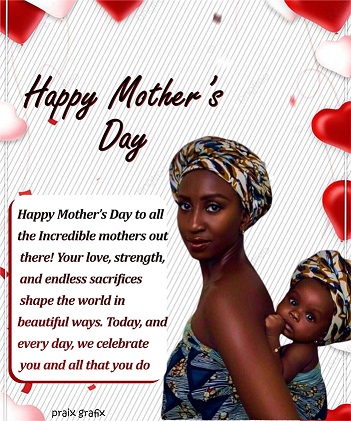 Happy Mother's
Day
Happy Mother's Day to all
the Incredible mothers out
there! Your love, strength,
and endless sacrifices
shape the world in
beautiful ways. Today, and
every day, we celebrate
you and all that you do
praix grafix